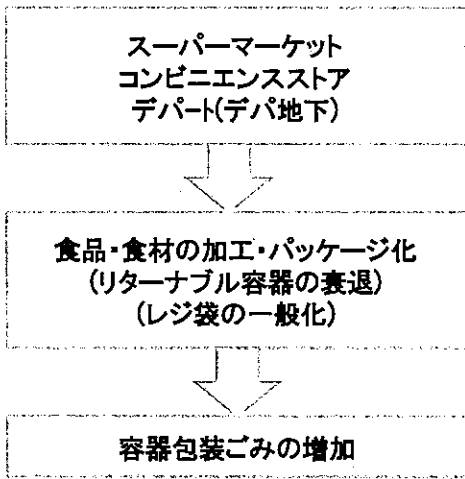 スーパーマーケット
コンビニエンスストア
デパート(デパ地下)
食品・食材の加工・パッケージ化
(リターナブル容器の衰退)
(レジ袋の一般化)
容器包装ごみの増加